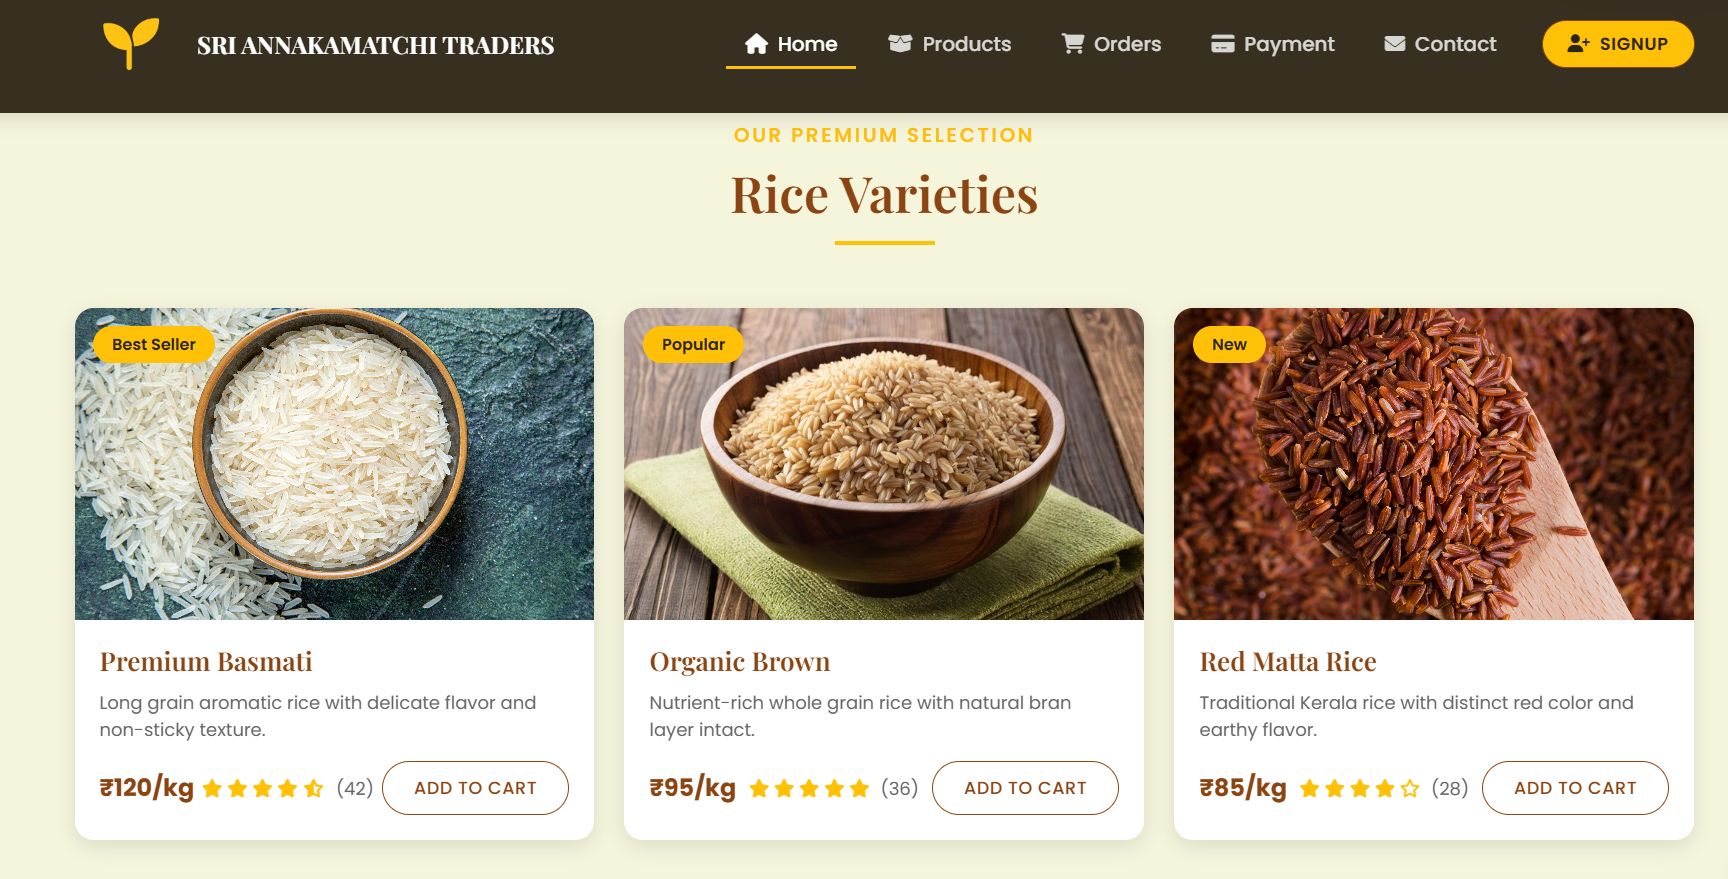 SRI ANNAKAMATCHI TRADERS
Home
Products
Orders
Payment
Contact
SIGNUP
OUR PREMIUM SELECTION
Rice Varieties
Best Seller
Premium Basmati
Long grain aromatic rice with delicate flavor and
non-sticky texture.
₹120/kg (42) ADD TO CART
Popular
Organic Brown
Nutrient-rich whole grain rice with natural bran
layer intact.
₹95/kg (36) ADD TO CART
New
Red Matta Rice
Traditional Kerala rice with distinct red color and
earthy flavor.
₹85/kg (28) ADD TO CART